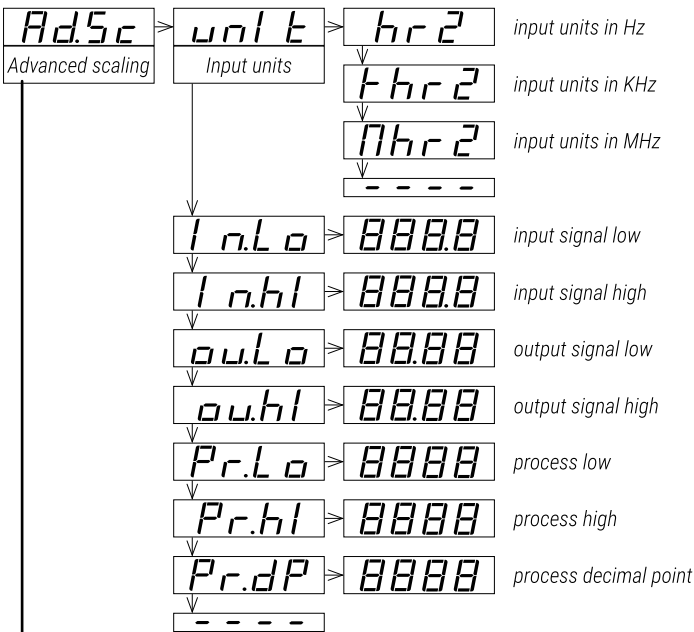 Ad.Sc unIt hr2 input units in Hz
Advanced scaling Input units
khr2 input units in KHz
Mhr2 input units in MHz
- - - -
In.Lo 888.8 input signal low
In.hI 888.8 input signal high
ou.Lo 88.88 output signal low
ou.hI 88.88 output signal high
Pr.Lo 8888 process low
Pr.hI 8888 process high
Pr.dP 8888 process decimal point
- - - -